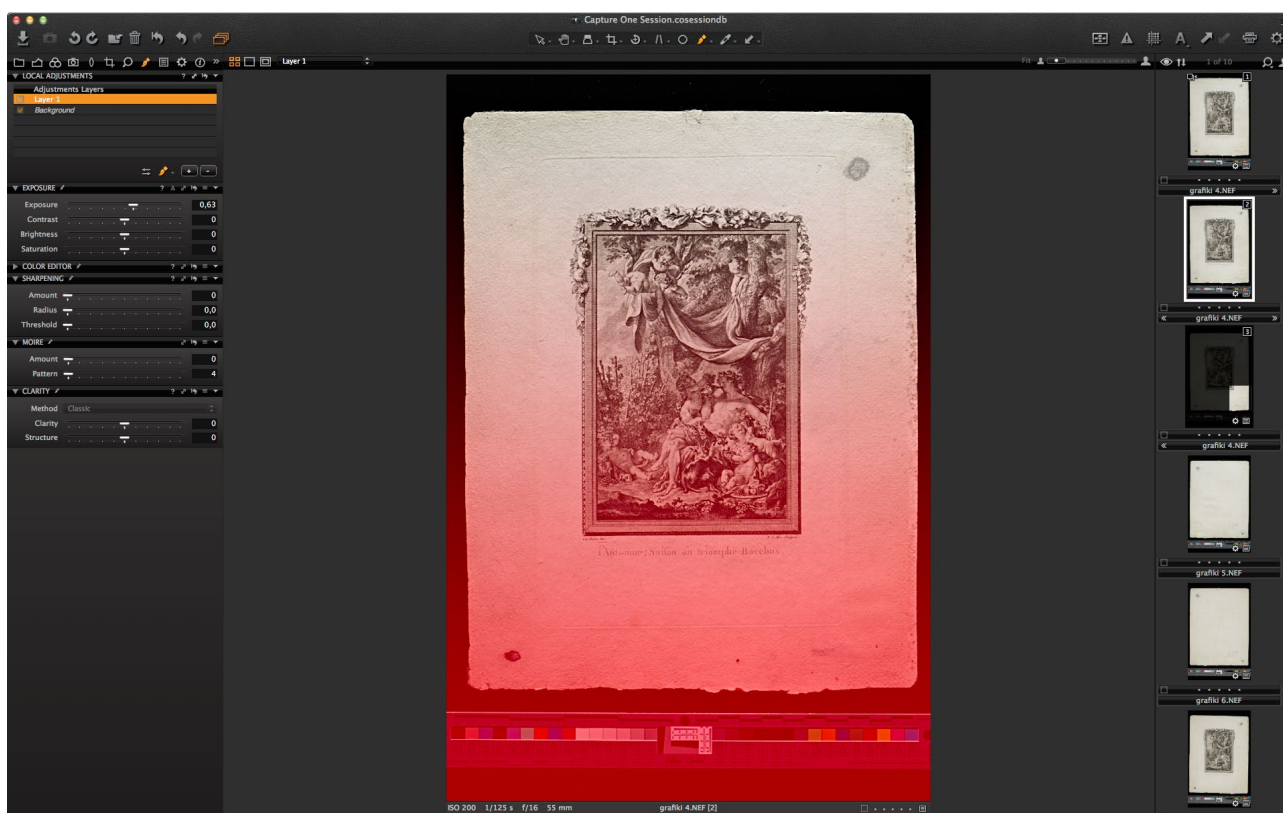 Capture One Session.cosessiondb
Layer 1
Fit
1 of 10
LOCAL ADJUSTMENTS
Adjustments Layers
Layer 1
Background
EXPOSURE
Exposure 0,63
Contrast 0
Brightness 0
Saturation 0
COLOR EDITOR
SHARPENING
Amount 0
Radius 0,0
Threshold 0,0
MOIRE
Amount 0
Pattern 4
CLARITY
Method Classic
Clarity 0
Structure 0
ISO 200 1/125 s f/16 55 mm
grafiki 4.NEF [2]
1
grafiki 4.NEF
2
grafiki 4.NEF
3
grafiki 4.NEF
grafiki 5.NEF
grafiki 6.NEF